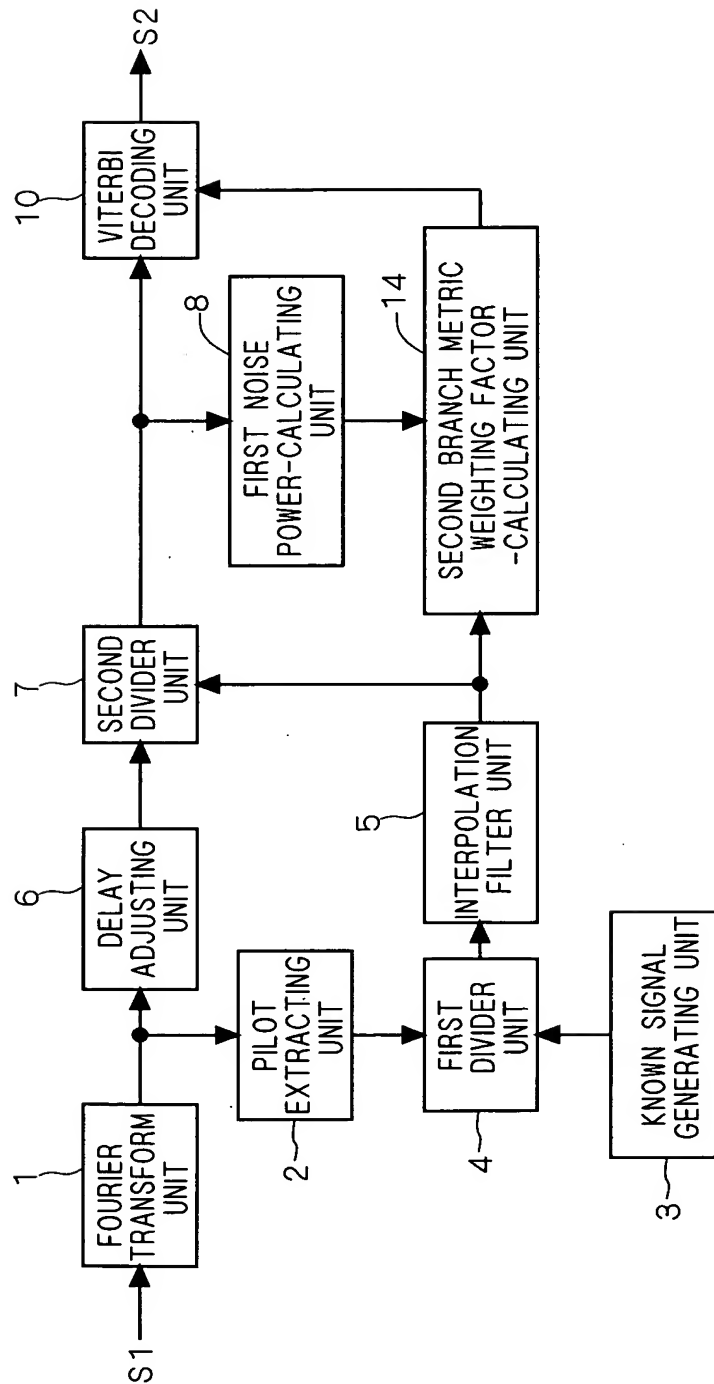 S1
1
FOURIER
TRANSFORM
UNIT
6
DELAY
ADJUSTING
UNIT
7
SECOND
DIVIDER
UNIT
10
VITERBI
DECODING
UNIT
S2
2
PILOT
EXTRACTING
UNIT
8
FIRST NOISE
POWER-CALCULATING
UNIT
4
FIRST
DIVIDER
UNIT
5
INTERPOLATION
FILTER UNIT
14
SECOND BRANCH METRIC
WEIGHTING FACTOR
-CALCULATING UNIT
3
KNOWN SIGNAL
GENERATING UNIT